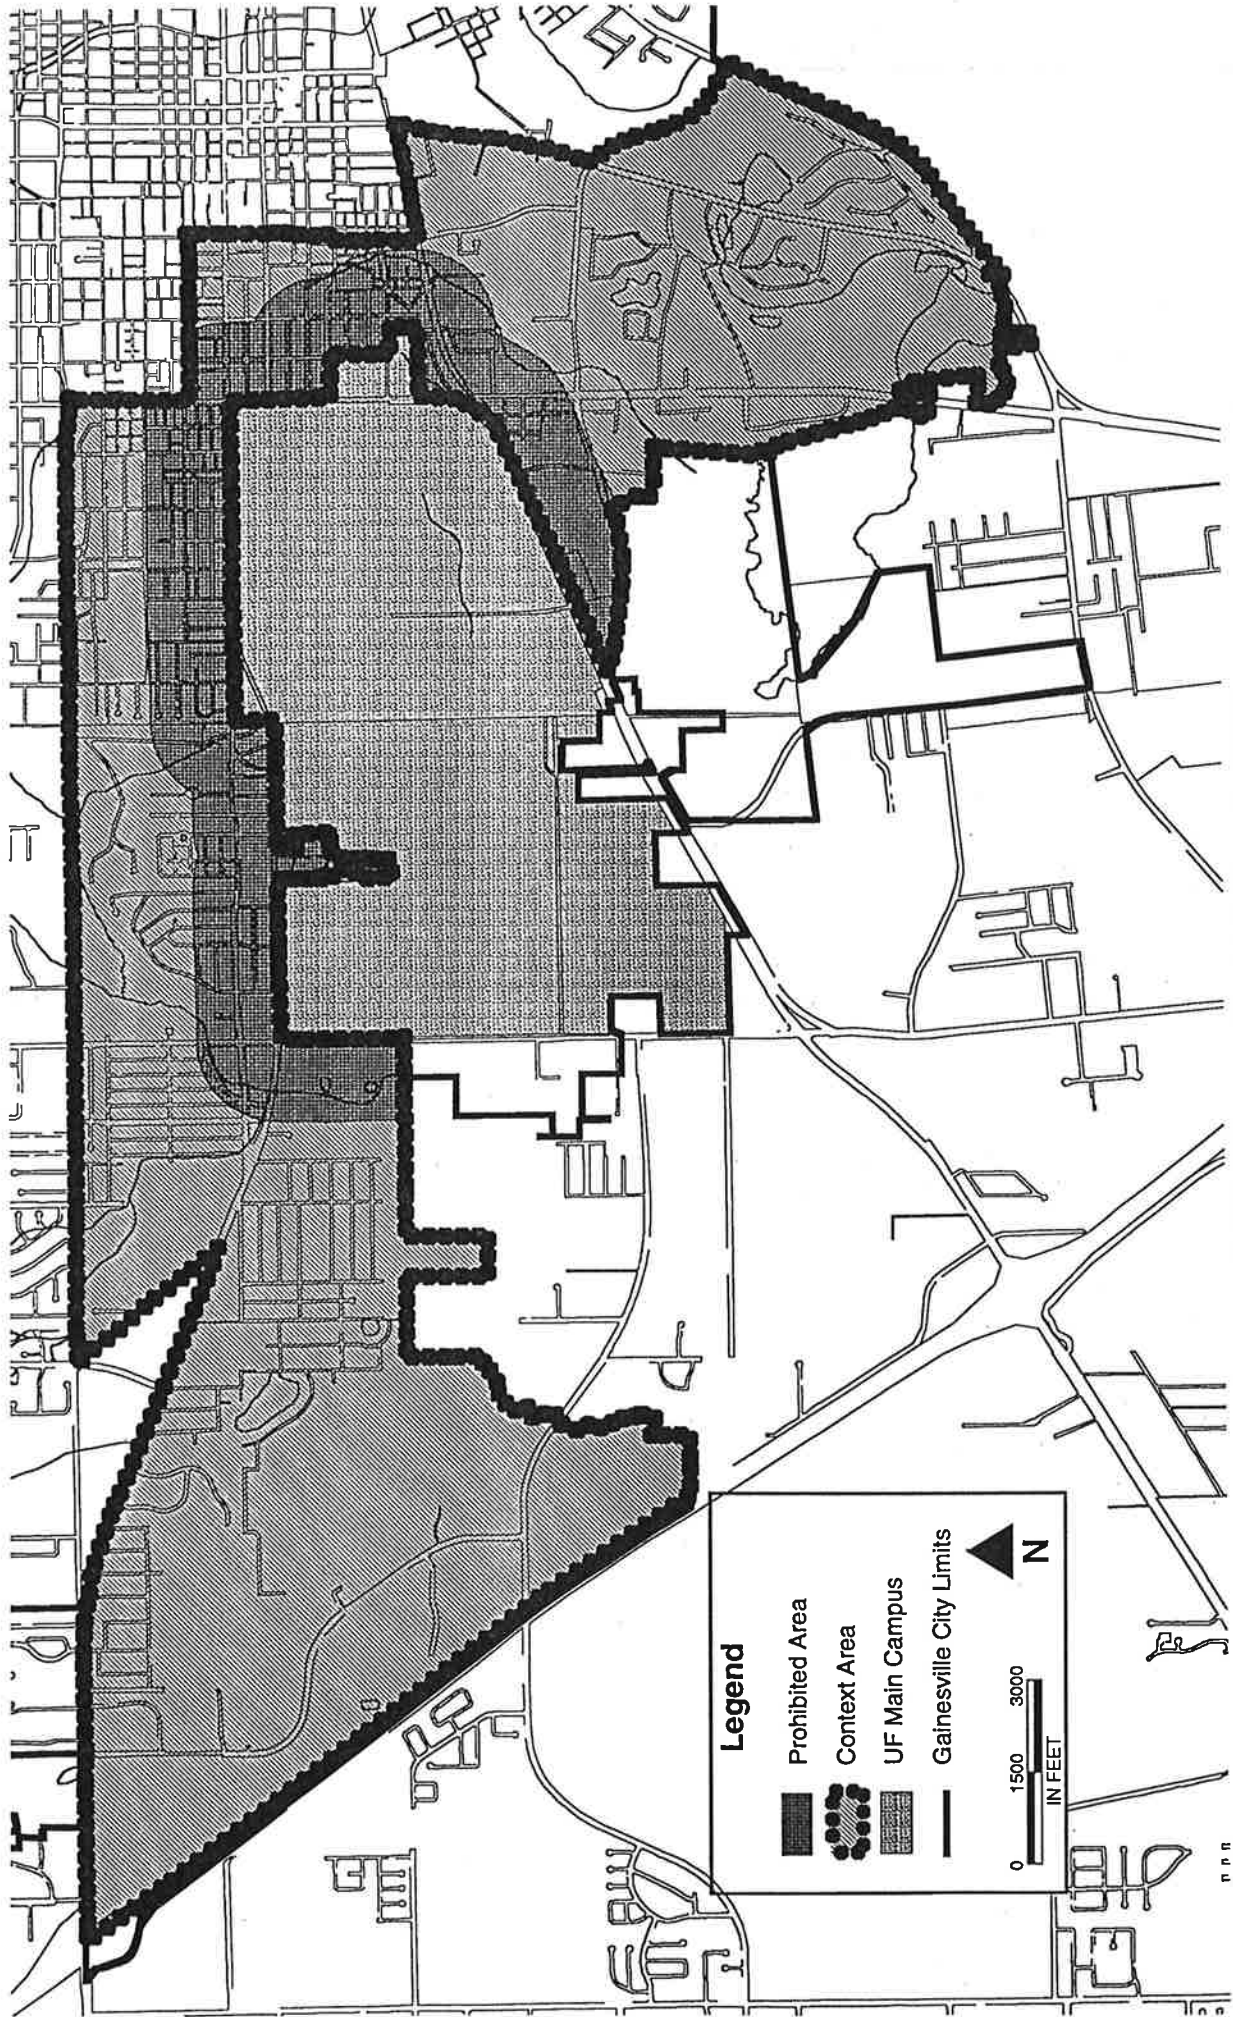 Legend
Prohibited Area
Context Area
UF Main Campus
Gainesville City Limits
0 1500 3000
IN FEET
N